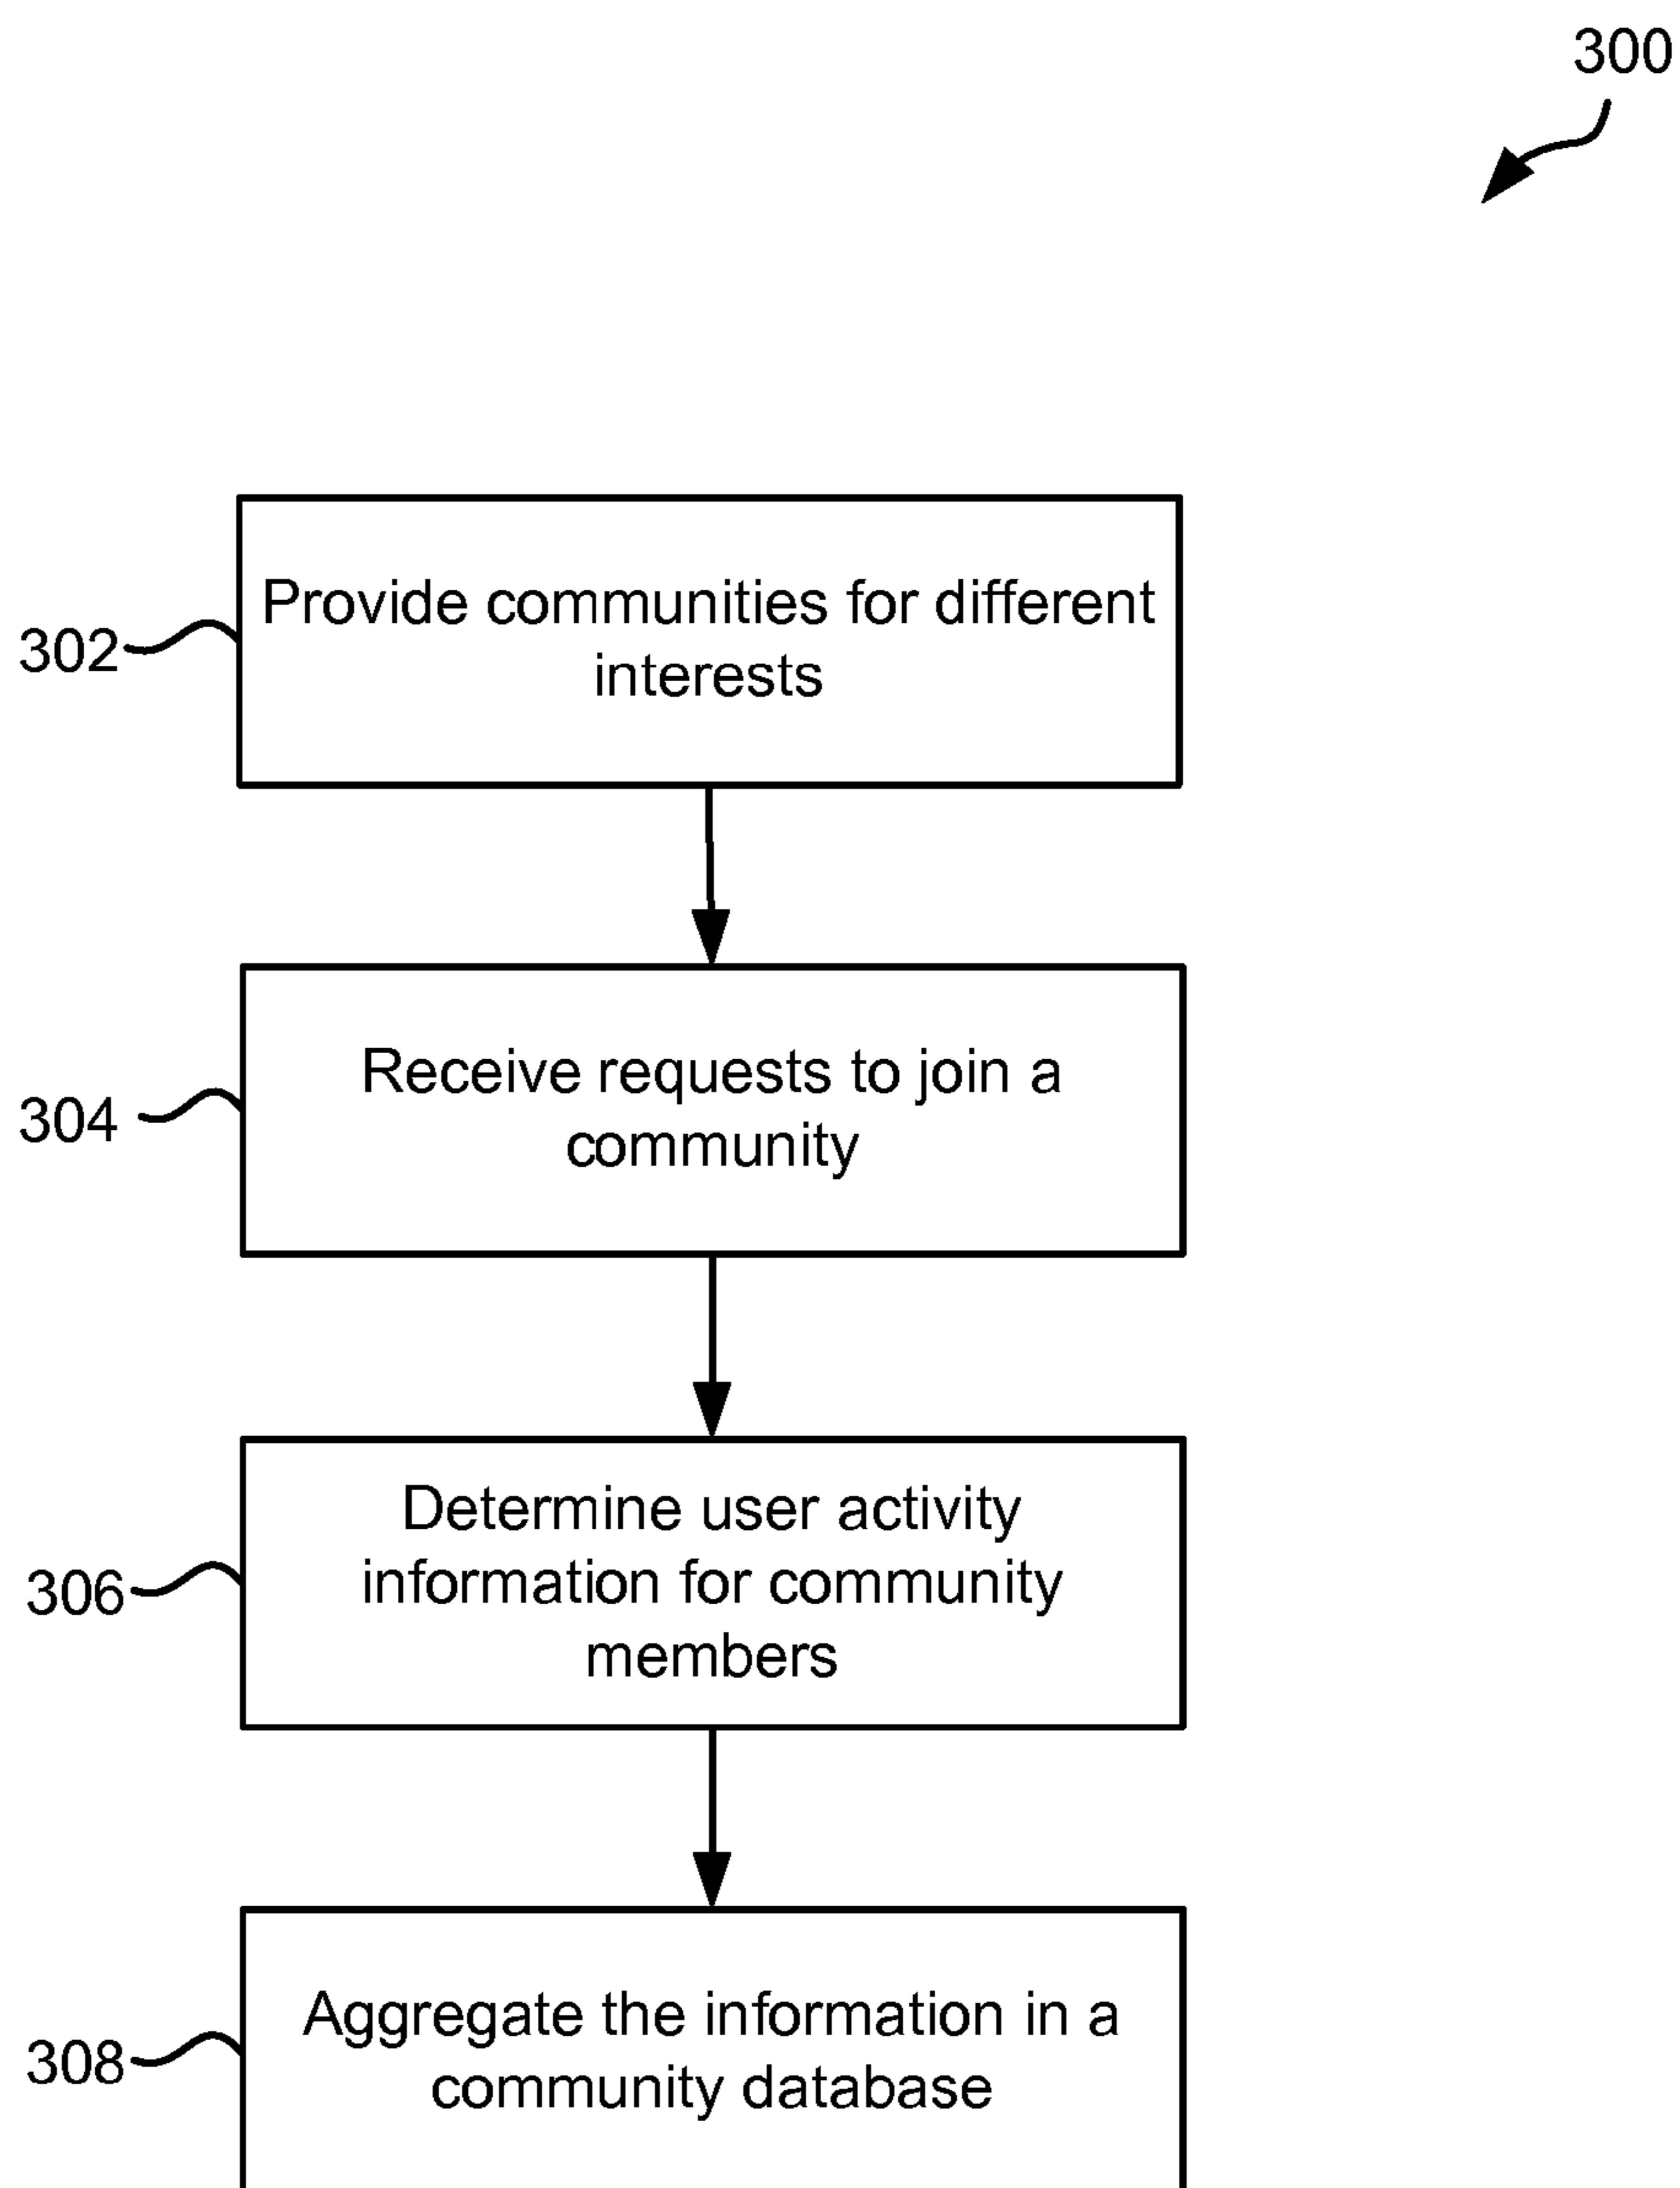 300
302
Provide communities for different
interests
304
Receive requests to join a
community
306
Determine user activity
information for community
members
308
Aggregate the information in a
community database